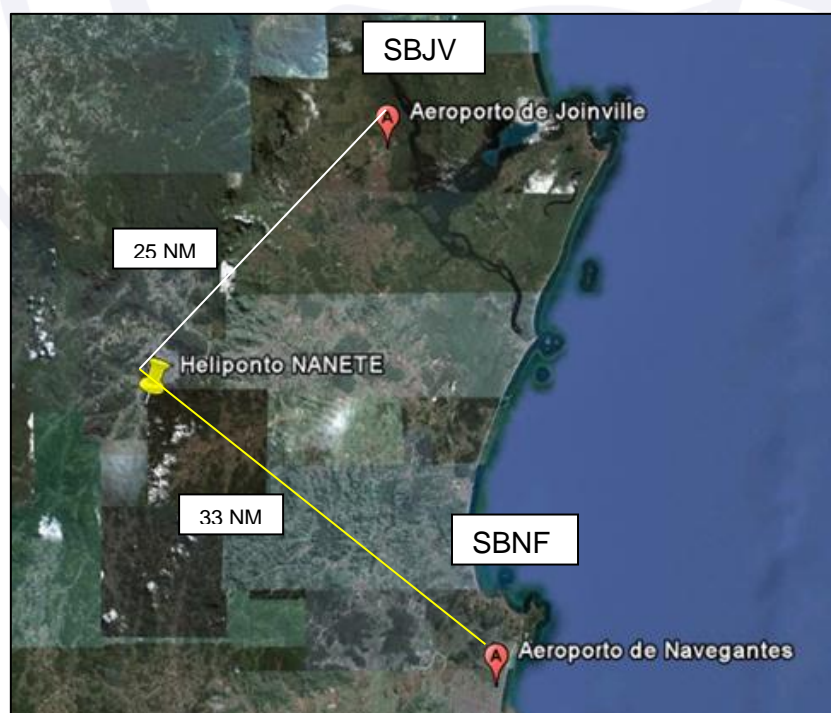 SBJV
A Aeroporto de Joinville
25 NM
Heliponto NANETE
33 NM
SBNF
A Aeroporto de Navegantes